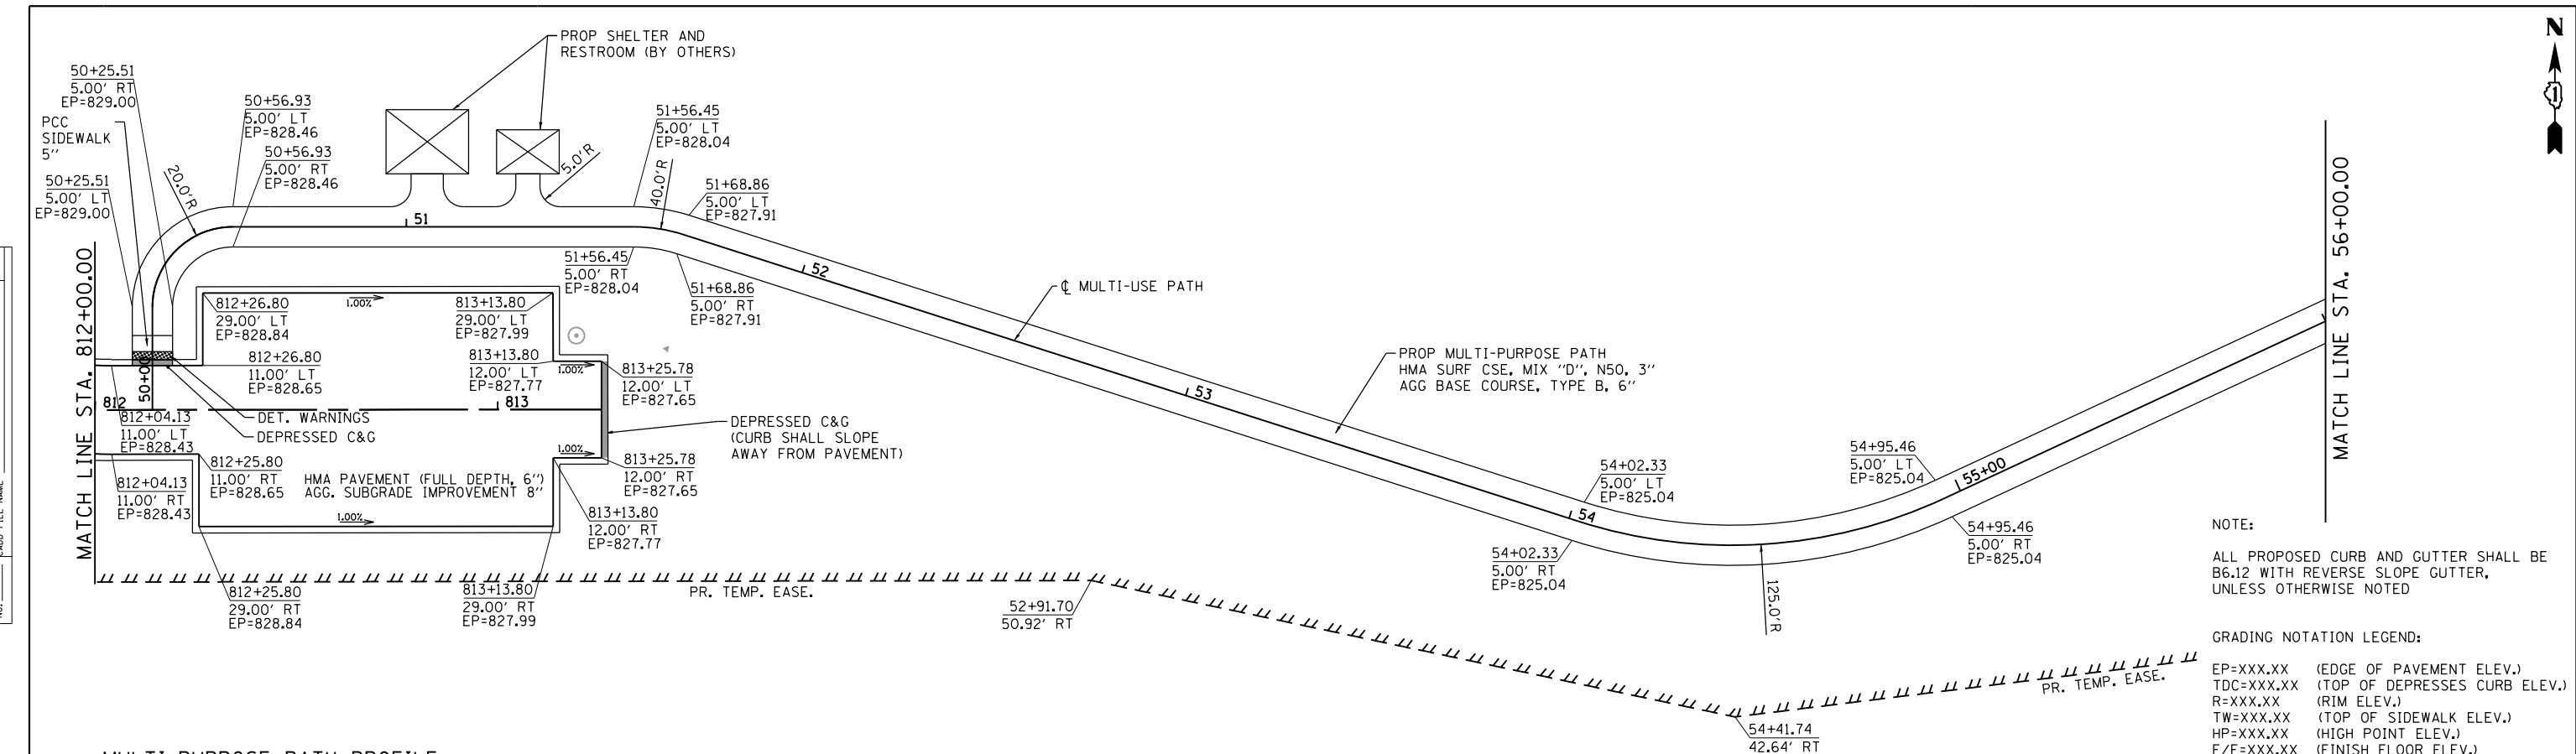 PROP SHELTER AND
RESTROOM (BY OTHERS)
N
1
50+25.51
5.00' RT
EP=829.00
PCC
SIDEWALK
5"
50+25.51
5.00' LT
EP=829.00
20.0'R
50+56.93
5.00' LT
EP=828.46
50+56.93
5.00' RT
EP=828.46
5.0'R
51+56.45
5.00' LT
EP=828.04
40.0'R
51+68.86
5.00' LT
EP=827.91
51
51+56.45
5.00' RT
EP=828.04
51+68.86
5.00' RT
EP=827.91
52
℄ MULTI-USE PATH
PROP MULTI-PURPOSE PATH
HMA SURF CSE, MIX "D", N50, 3"
AGG BASE COURSE, TYPE B, 6"
53
MATCH LINE STA. 812+00.00
50+00
812
812+04.13
11.00' LT
EP=828.43
812+04.13
11.00' RT
EP=828.43
812+26.80
29.00' LT
EP=828.84
1.00%
812+26.80
11.00' LT
EP=828.65
813+13.80
29.00' LT
EP=827.99
813+13.80
12.00' LT
EP=827.77
1.00%
813+25.78
12.00' LT
EP=827.65
813
DET. WARNINGS
DEPRESSED C&G
DEPRESSED C&G
(CURB SHALL SLOPE
AWAY FROM PAVEMENT)
1.00%
813+25.78
12.00' RT
EP=827.65
812+25.80
11.00' RT
EP=828.65
HMA PAVEMENT (FULL DEPTH, 6")
AGG. SUBGRADE IMPROVEMENT 8"
1.00%
813+13.80
12.00' RT
EP=827.77
812+25.80
29.00' RT
EP=828.84
813+13.80
29.00' RT
EP=827.99
PR. TEMP. EASE.
52+91.70
50.92' RT
54+02.33
5.00' LT
EP=825.04
54
54+02.33
5.00' RT
EP=825.04
54+95.46
5.00' LT
EP=825.04
55+00
54+95.46
5.00' RT
EP=825.04
125.0'R
54+41.74
42.64' RT
PR. TEMP. EASE.
MATCH LINE STA. 56+00.00
NOTE:
ALL PROPOSED CURB AND GUTTER SHALL BE
B6.12 WITH REVERSE SLOPE GUTTER,
UNLESS OTHERWISE NOTED
GRADING NOTATION LEGEND:
EP=XXX.XX (EDGE OF PAVEMENT ELEV.)
TDC=XXX.XX (TOP OF DEPRESSES CURB ELEV.)
R=XXX.XX (RIM ELEV.)
TW=XXX.XX (TOP OF SIDEWALK ELEV.)
HP=XXX.XX (HIGH POINT ELEV.)
F/F=XXX.XX (FINISH FLOOR ELEV.)
MULTI-PURPOSE PATH PROFILE